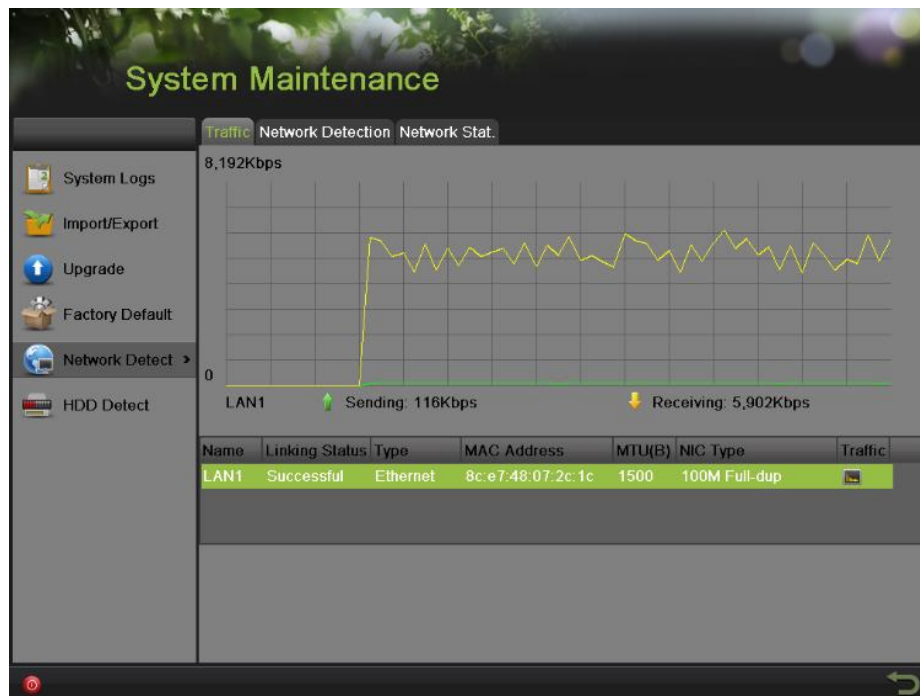 System Maintenance
Traffic Network Detection Network Stat.
System Logs
Import/Export
Upgrade
Factory Default
Network Detect >
HDD Detect
8,192Kbps
0
LAN1 Sending: 116Kbps Receiving: 5,902Kbps
Name Linking Status Type MAC Address MTU(B) NIC Type Traffic
LAN1 Successful Ethernet 8c:e7:48:07:2c:1c 1500 100M Full-dup